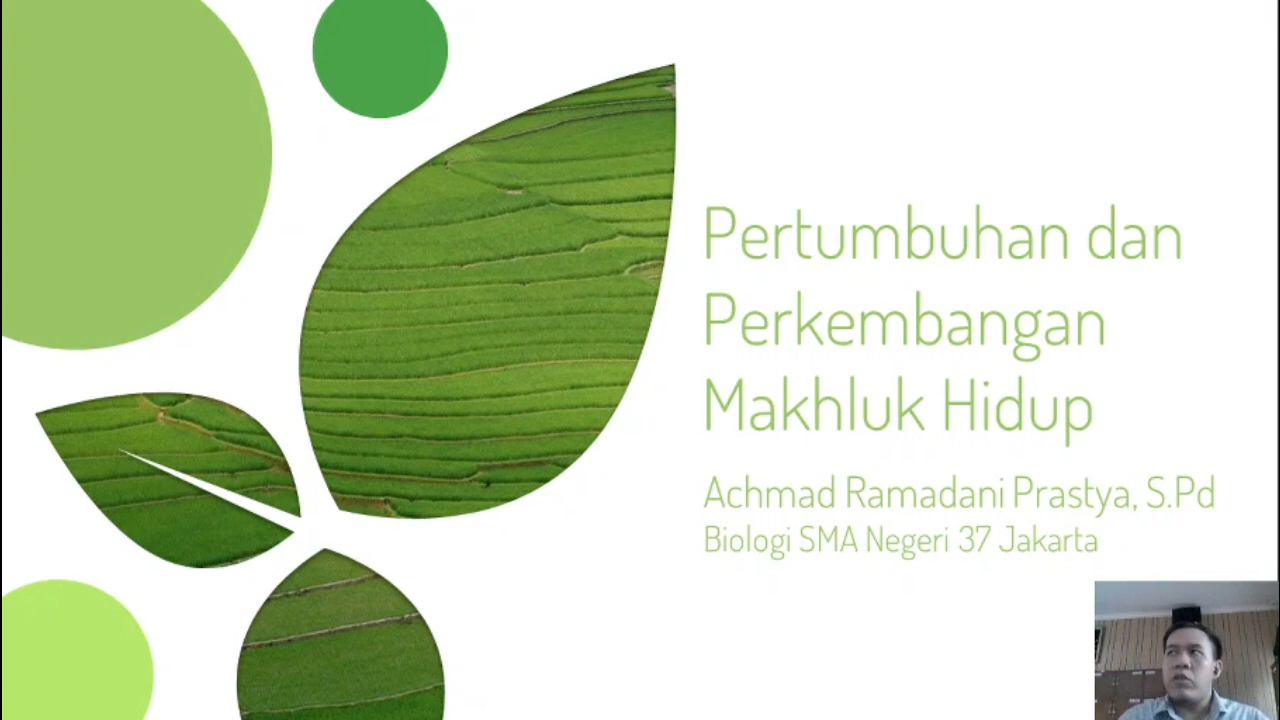 Pertumbuhan dan
Perkembangan
Makhluk Hidup
Achmad Ramadani Prastya, S.Pd
Biologi SMA Negeri 37 Jakarta